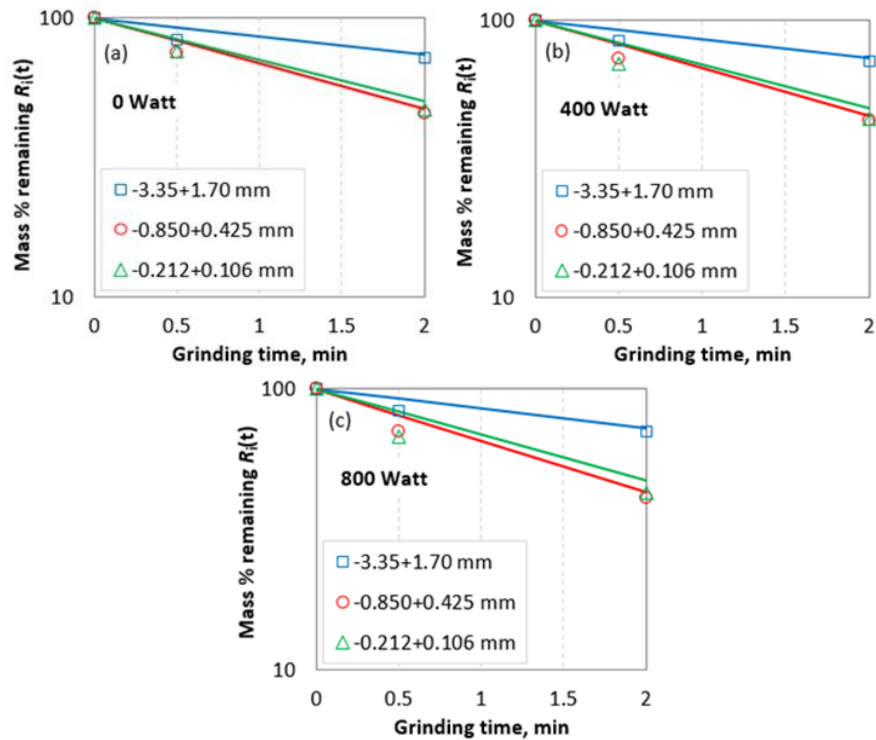 100
(a)
0 Watt
-3.35+1.70 mm
-0.850+0.425 mm
-0.212+0.106 mm
10
0 0.5 1 1.5 2
Grinding time, min
Mass % remaining Ri(t)
100
(b)
400 Watt
-3.35+1.70 mm
-0.850+0.425 mm
-0.212+0.106 mm
10
0 0.5 1 1.5 2
Grinding time, min
Mass % remaining Ri(t)
100
(c)
800 Watt
-3.35+1.70 mm
-0.850+0.425 mm
-0.212+0.106 mm
10
0 0.5 1 1.5 2
Grinding time, min
Mass % remaining Ri(t)